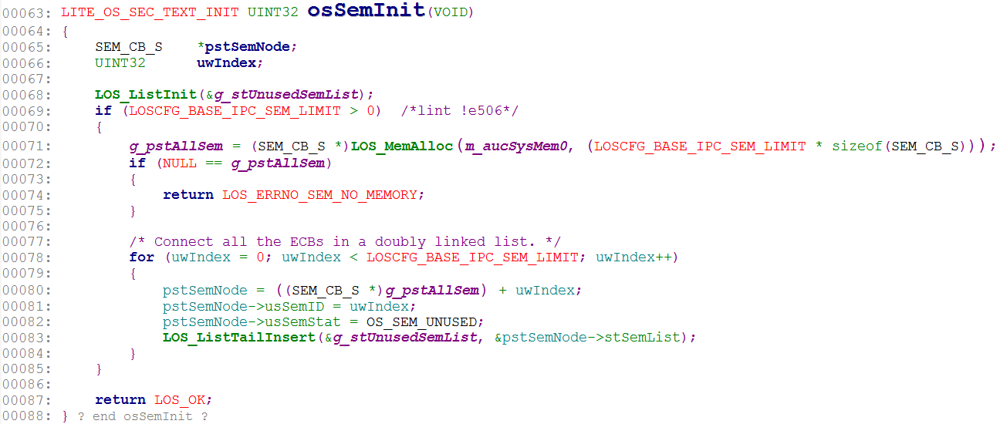 00063: LITE_OS_SEC_TEXT_INIT UINT32 osSemInit(VOID)
00064: {
00065:     SEM_CB_S    *pstSemNode;
00066:     UINT32      uwIndex;
00067:
00068:     LOS_ListInit(&g_stUnusedSemList);
00069:     if (LOSCFG_BASE_IPC_SEM_LIMIT > 0)  /*lint !e506*/
00070:     {
00071:         g_pstAllSem = (SEM_CB_S *)LOS_MemAlloc(m_aucSysMem0, (LOSCFG_BASE_IPC_SEM_LIMIT * sizeof(SEM_CB_S)));
00072:         if (NULL == g_pstAllSem)
00073:         {
00074:             return LOS_ERRNO_SEM_NO_MEMORY;
00075:         }
00076:
00077:         /* Connect all the ECBs in a doubly linked list. */
00078:         for (uwIndex = 0; uwIndex < LOSCFG_BASE_IPC_SEM_LIMIT; uwIndex++)
00079:         {
00080:             pstSemNode = ((SEM_CB_S *)g_pstAllSem) + uwIndex;
00081:             pstSemNode->usSemID = uwIndex;
00082:             pstSemNode->usSemStat = OS_SEM_UNUSED;
00083:             LOS_ListTailInsert(&g_stUnusedSemList, &pstSemNode->stSemList);
00084:         }
00085:     }
00086:
00087:     return LOS_OK;
00088: } ? end osSemInit ?